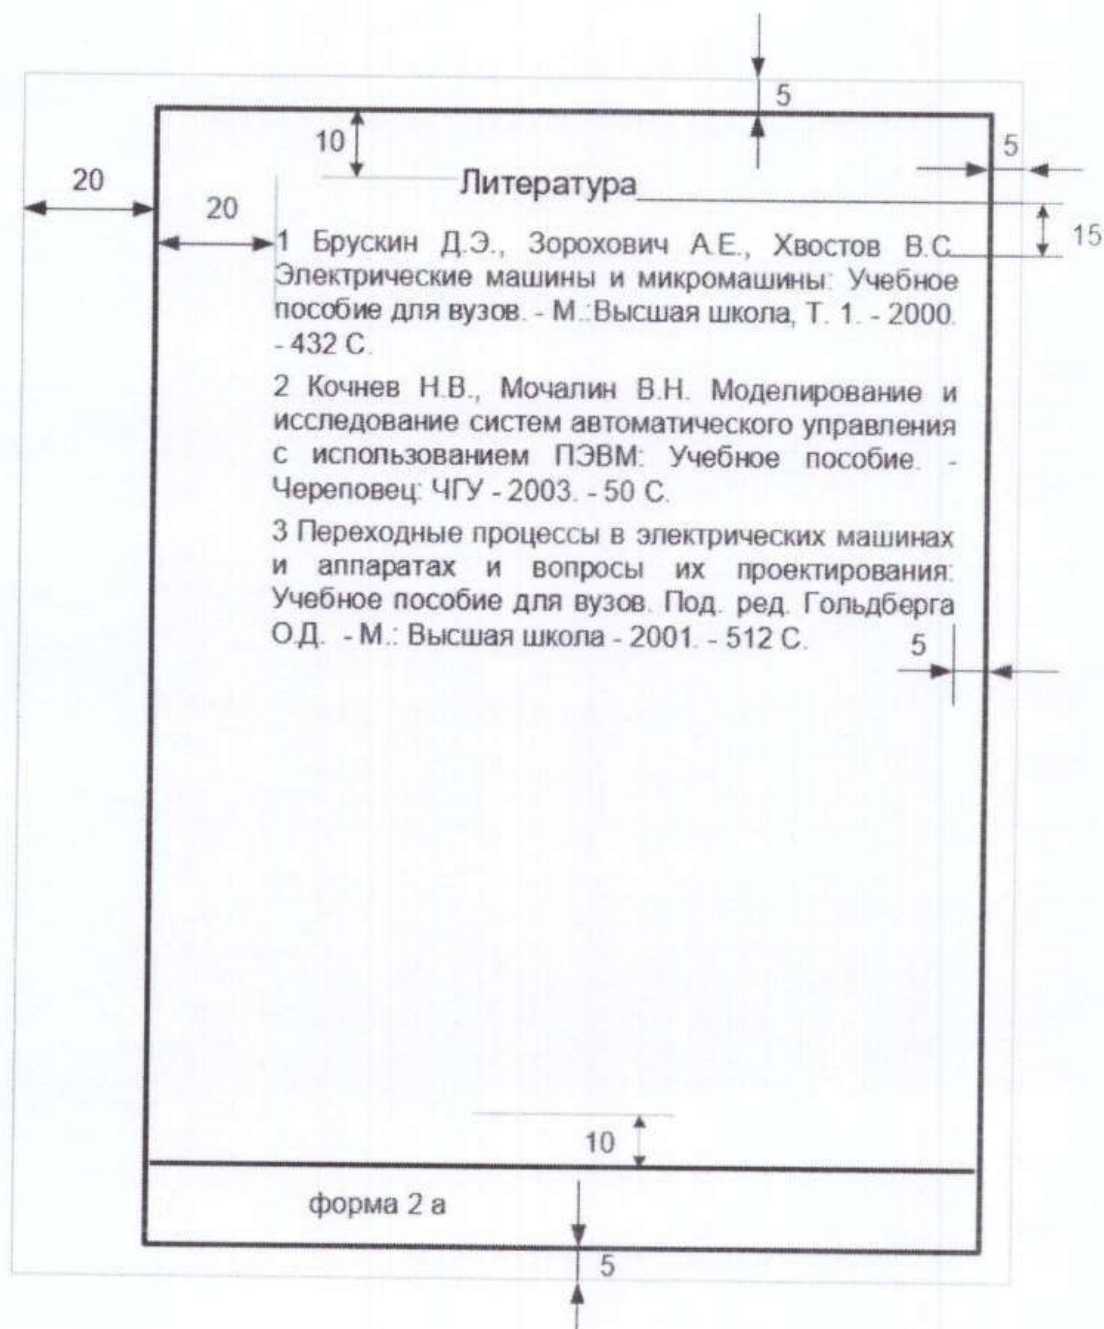 5
10
5
20
Литература
20
15
1 Брускин Д.Э., Зорохович А.Е., Хвостов В.С.
Электрические машины и микромашины: Учебное
пособие для вузов. - М.:Высшая школа, Т. 1. - 2000.
- 432 С.
2 Кочнев Н.В., Мочалин В.Н. Моделирование и
исследование систем автоматического управления
с использованием ПЭВМ: Учебное пособие. -
Череповец: ЧГУ - 2003. - 50 С.
3 Переходные процессы в электрических машинах
и аппаратах и вопросы их проектирования:
Учебное пособие для вузов. Под. ред. Гольдберга
О.Д. - М.: Высшая школа - 2001. - 512 С.
5
10
форма 2 а
5